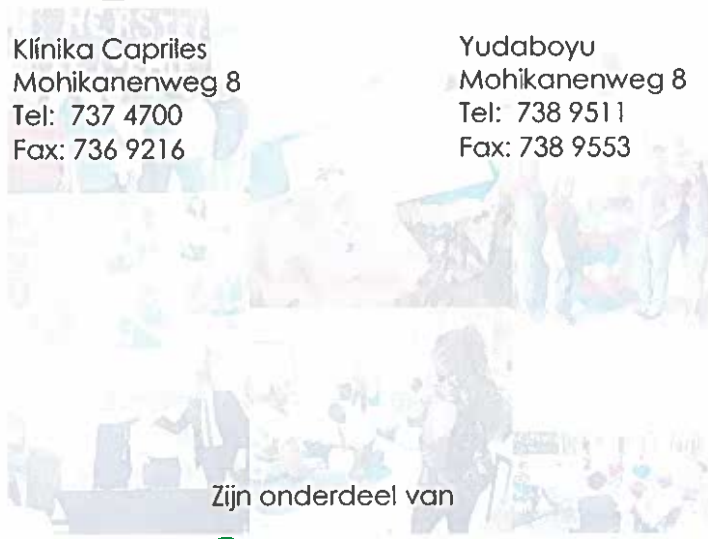 Klínika Capriles
Mohikanenweg 8
Tel: 737 4700
Fax: 736 9216
Yudaboyu
Mohikanenweg 8
Tel: 738 9511
Fax: 738 9553
Zijn onderdeel van